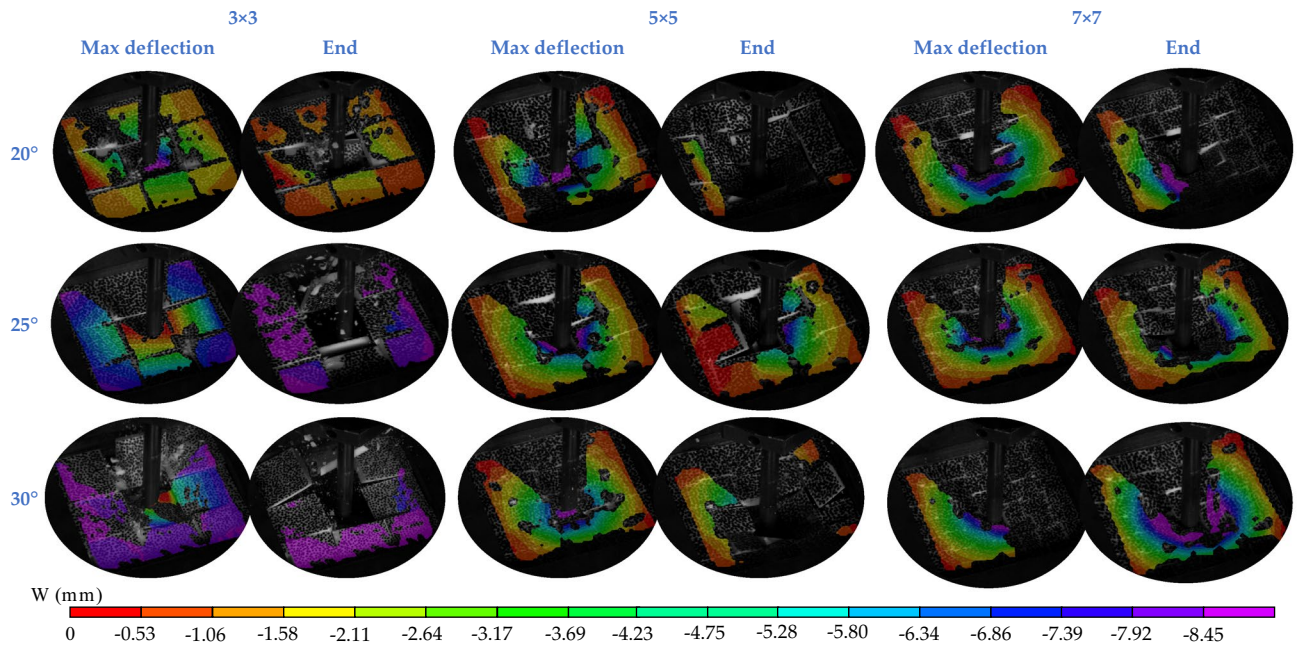 3×3 5×5 7×7
Max deflection End Max deflection End Max deflection End
20°
25°
30°
W (mm)
0 -0.53 -1.06 -1.58 -2.11 -2.64 -3.17 -3.69 -4.23 -4.75 -5.28 -5.80 -6.34 -6.86 -7.39 -7.92 -8.45